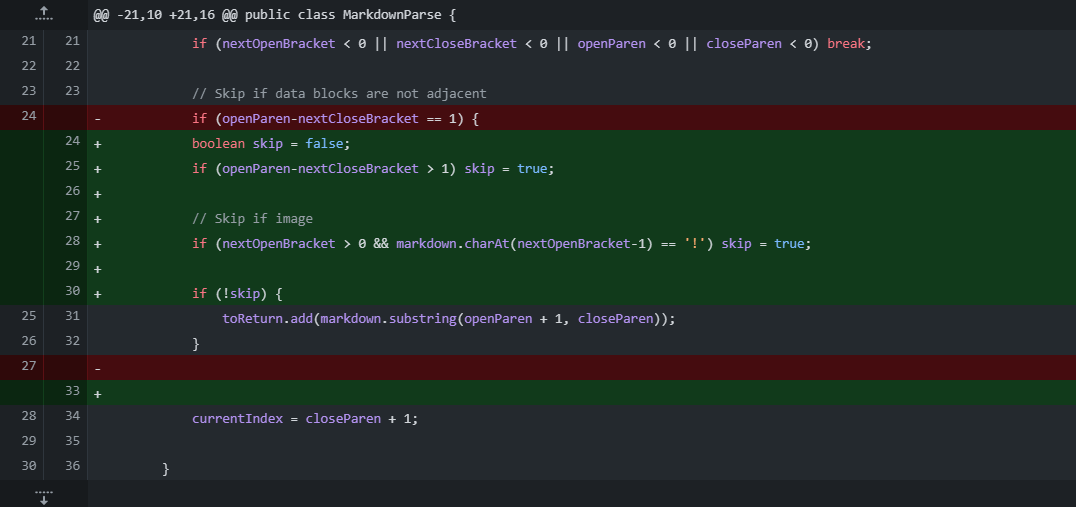 @@ -21,10 +21,16 @@ public class MarkdownParse {
21 21 if (nextOpenBracket < 0 || nextCloseBracket < 0 || openParen < 0 || closeParen < 0) break;
22 22
23 23 // Skip if data blocks are not adjacent
24 - if (openParen-nextCloseBracket == 1) {
24 + boolean skip = false;
25 + if (openParen-nextCloseBracket > 1) skip = true;
26 +
27 + // Skip if image
28 + if (nextOpenBracket > 0 && markdown.charAt(nextOpenBracket-1) == '!') skip = true;
29 +
30 + if (!skip) {
25 31 toReturn.add(markdown.substring(openParen + 1, closeParen));
26 32 }
27 -
33 +
28 34 currentIndex = closeParen + 1;
29 35
30 36 }